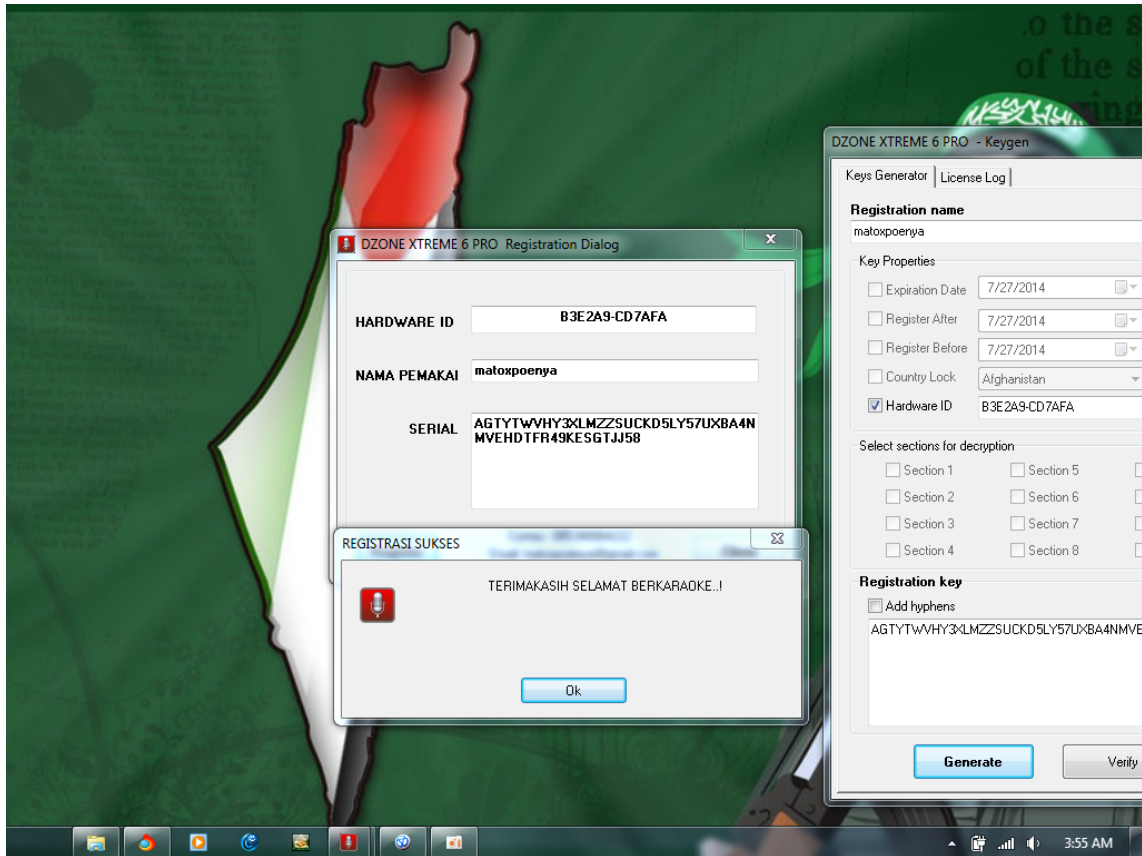 .o the s
of the s
ming
DZONE XTREME 6 PRO - Keygen
Keys Generator
License Log
Registration name
matoxpoenya
Key Properties
Expiration Date 7/27/2014
Register After 7/27/2014
Register Before 7/27/2014
Country Lock Afghanistan
Hardware ID B3E2A9-CD7AFA
Select sections for decryption
Section 1 Section 5
Section 2 Section 6
Section 3 Section 7
Section 4 Section 8
Registration key
Add hyphens
AGTYTWVHY3XLMZZSUCKD5LY57UXBA4NMVE
Generate Verify
DZONE XTREME 6 PRO Registration Dialog
HARDWARE ID B3E2A9-CD7AFA
NAMA PEMAKAI matoxpoenya
SERIAL AGTYTWVHY3XLMZZSUCKD5LY57UXBA4N
MVEHDTFR49KESGTJJ58
REGISTRASI SUKSES
TERIMAKASIH SELAMAT BERKARAOKE..!
Ok
3:55 AM